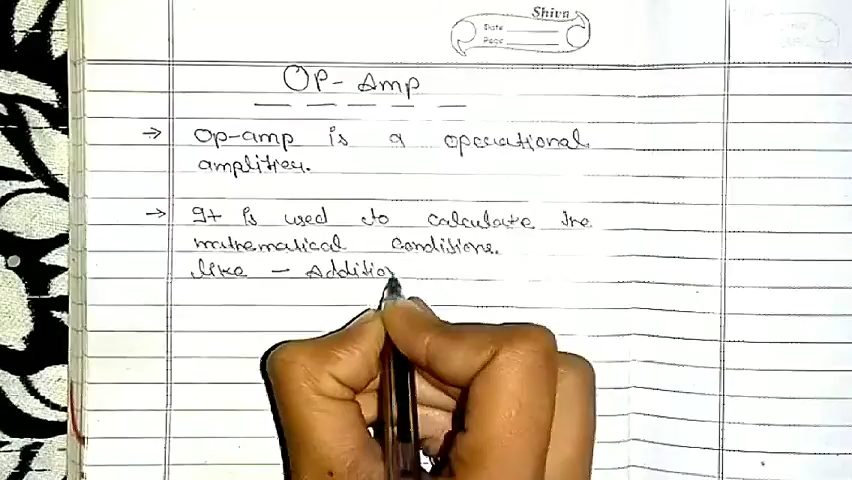 Shiva
Date
Page
Op-Amp
→ Op-amp is a operational
amplifier.
→ It is used to calculate the
mathematical conditions.
like - Addition